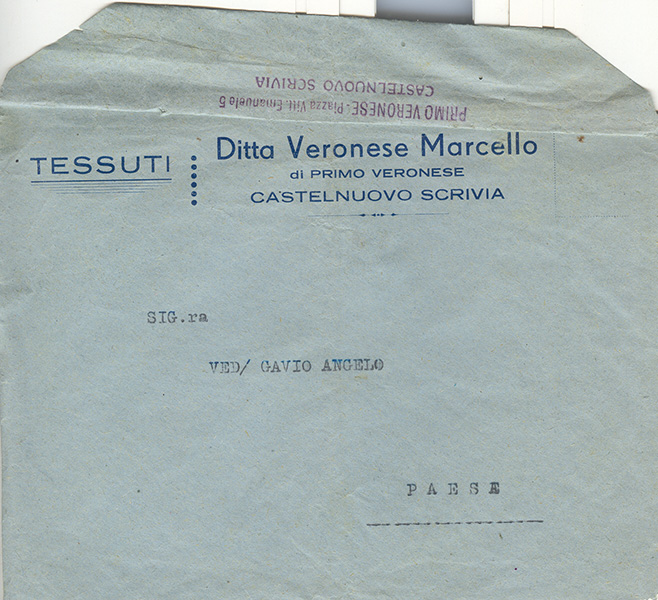 PRIMO VERONESE - Piazza Vitt. Emanuele 5
CASTELNUOVO SCRIVIA
TESSUTI
Ditta Veronese Marcello
di PRIMO VERONESE
CASTELNUOVO SCRIVIA
SIG.ra
VED/ GAVIO ANGELO
P A E S E